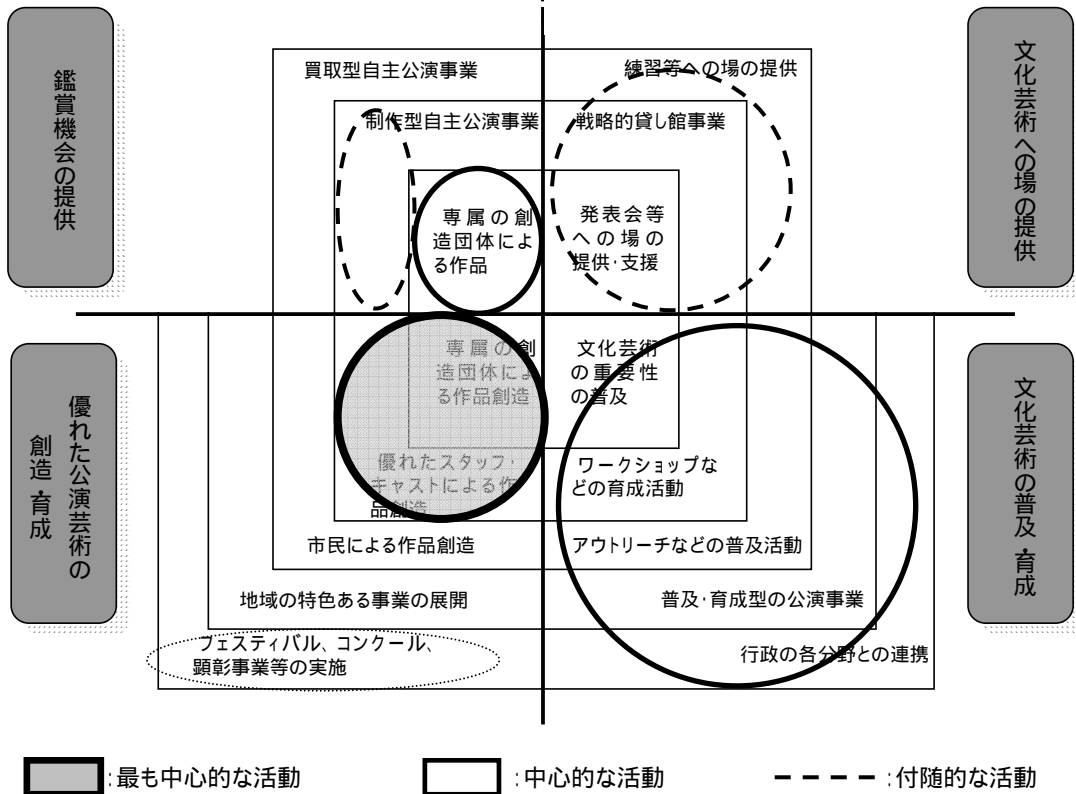 鑑賞機会の提供
買取型自主公演事業
制作型自主公演事業
専属の創
造団体によ
る作品
練習等への場の提供
戦略的貸し館事業
発表会等
への場の
提供･支援
文化芸術への場の提供
優れた公演芸術の
創造･育成
専属の創
造団体によ
る作品創造
優れたスタッフ･
キャストによる作
品創造
市民による作品創造
地域の特色ある事業の展開
フェスティバル、コンクール、
顕彰事業等の実施
文化芸術
の重要性
の普及
ワークショップな
どの育成活動
アウトリーチなどの普及活動
普及･育成型の公演事業
行政の各分野との連携
文化芸術の普及･育成
:最も中心的な活動
:中心的な活動
:付随的な活動